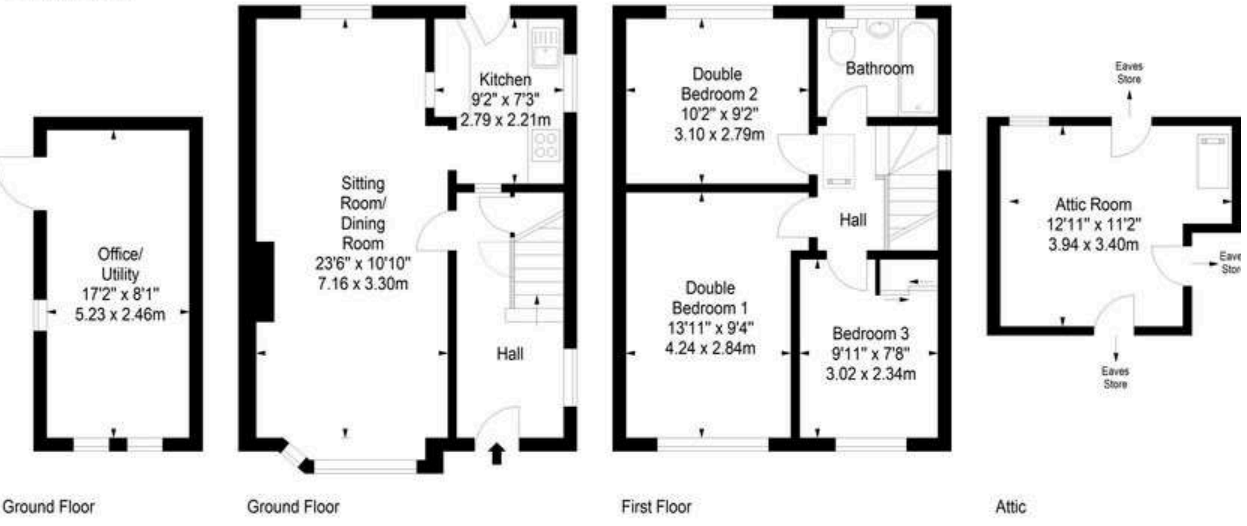 Office/
Utility
17'2" x 8'1"
5.23 x 2.46m
Ground Floor
Kitchen
9'2" x 7'3"
2.79 x 2.21m
Sitting
Room/
Dining
Room
23'6" x 10'10"
7.16 x 3.30m
Hall
Ground Floor
Double
Bedroom 2
10'2" x 9'2"
3.10 x 2.79m
Bathroom
Hall
Double
Bedroom 1
13'11" x 9'4"
4.24 x 2.84m
Bedroom 3
9'11" x 7'8"
3.02 x 2.34m
First Floor
Eaves
Store
Attic Room
12'11" x 11'2"
3.94 x 3.40m
Eave
Store
Eaves
Store
Attic